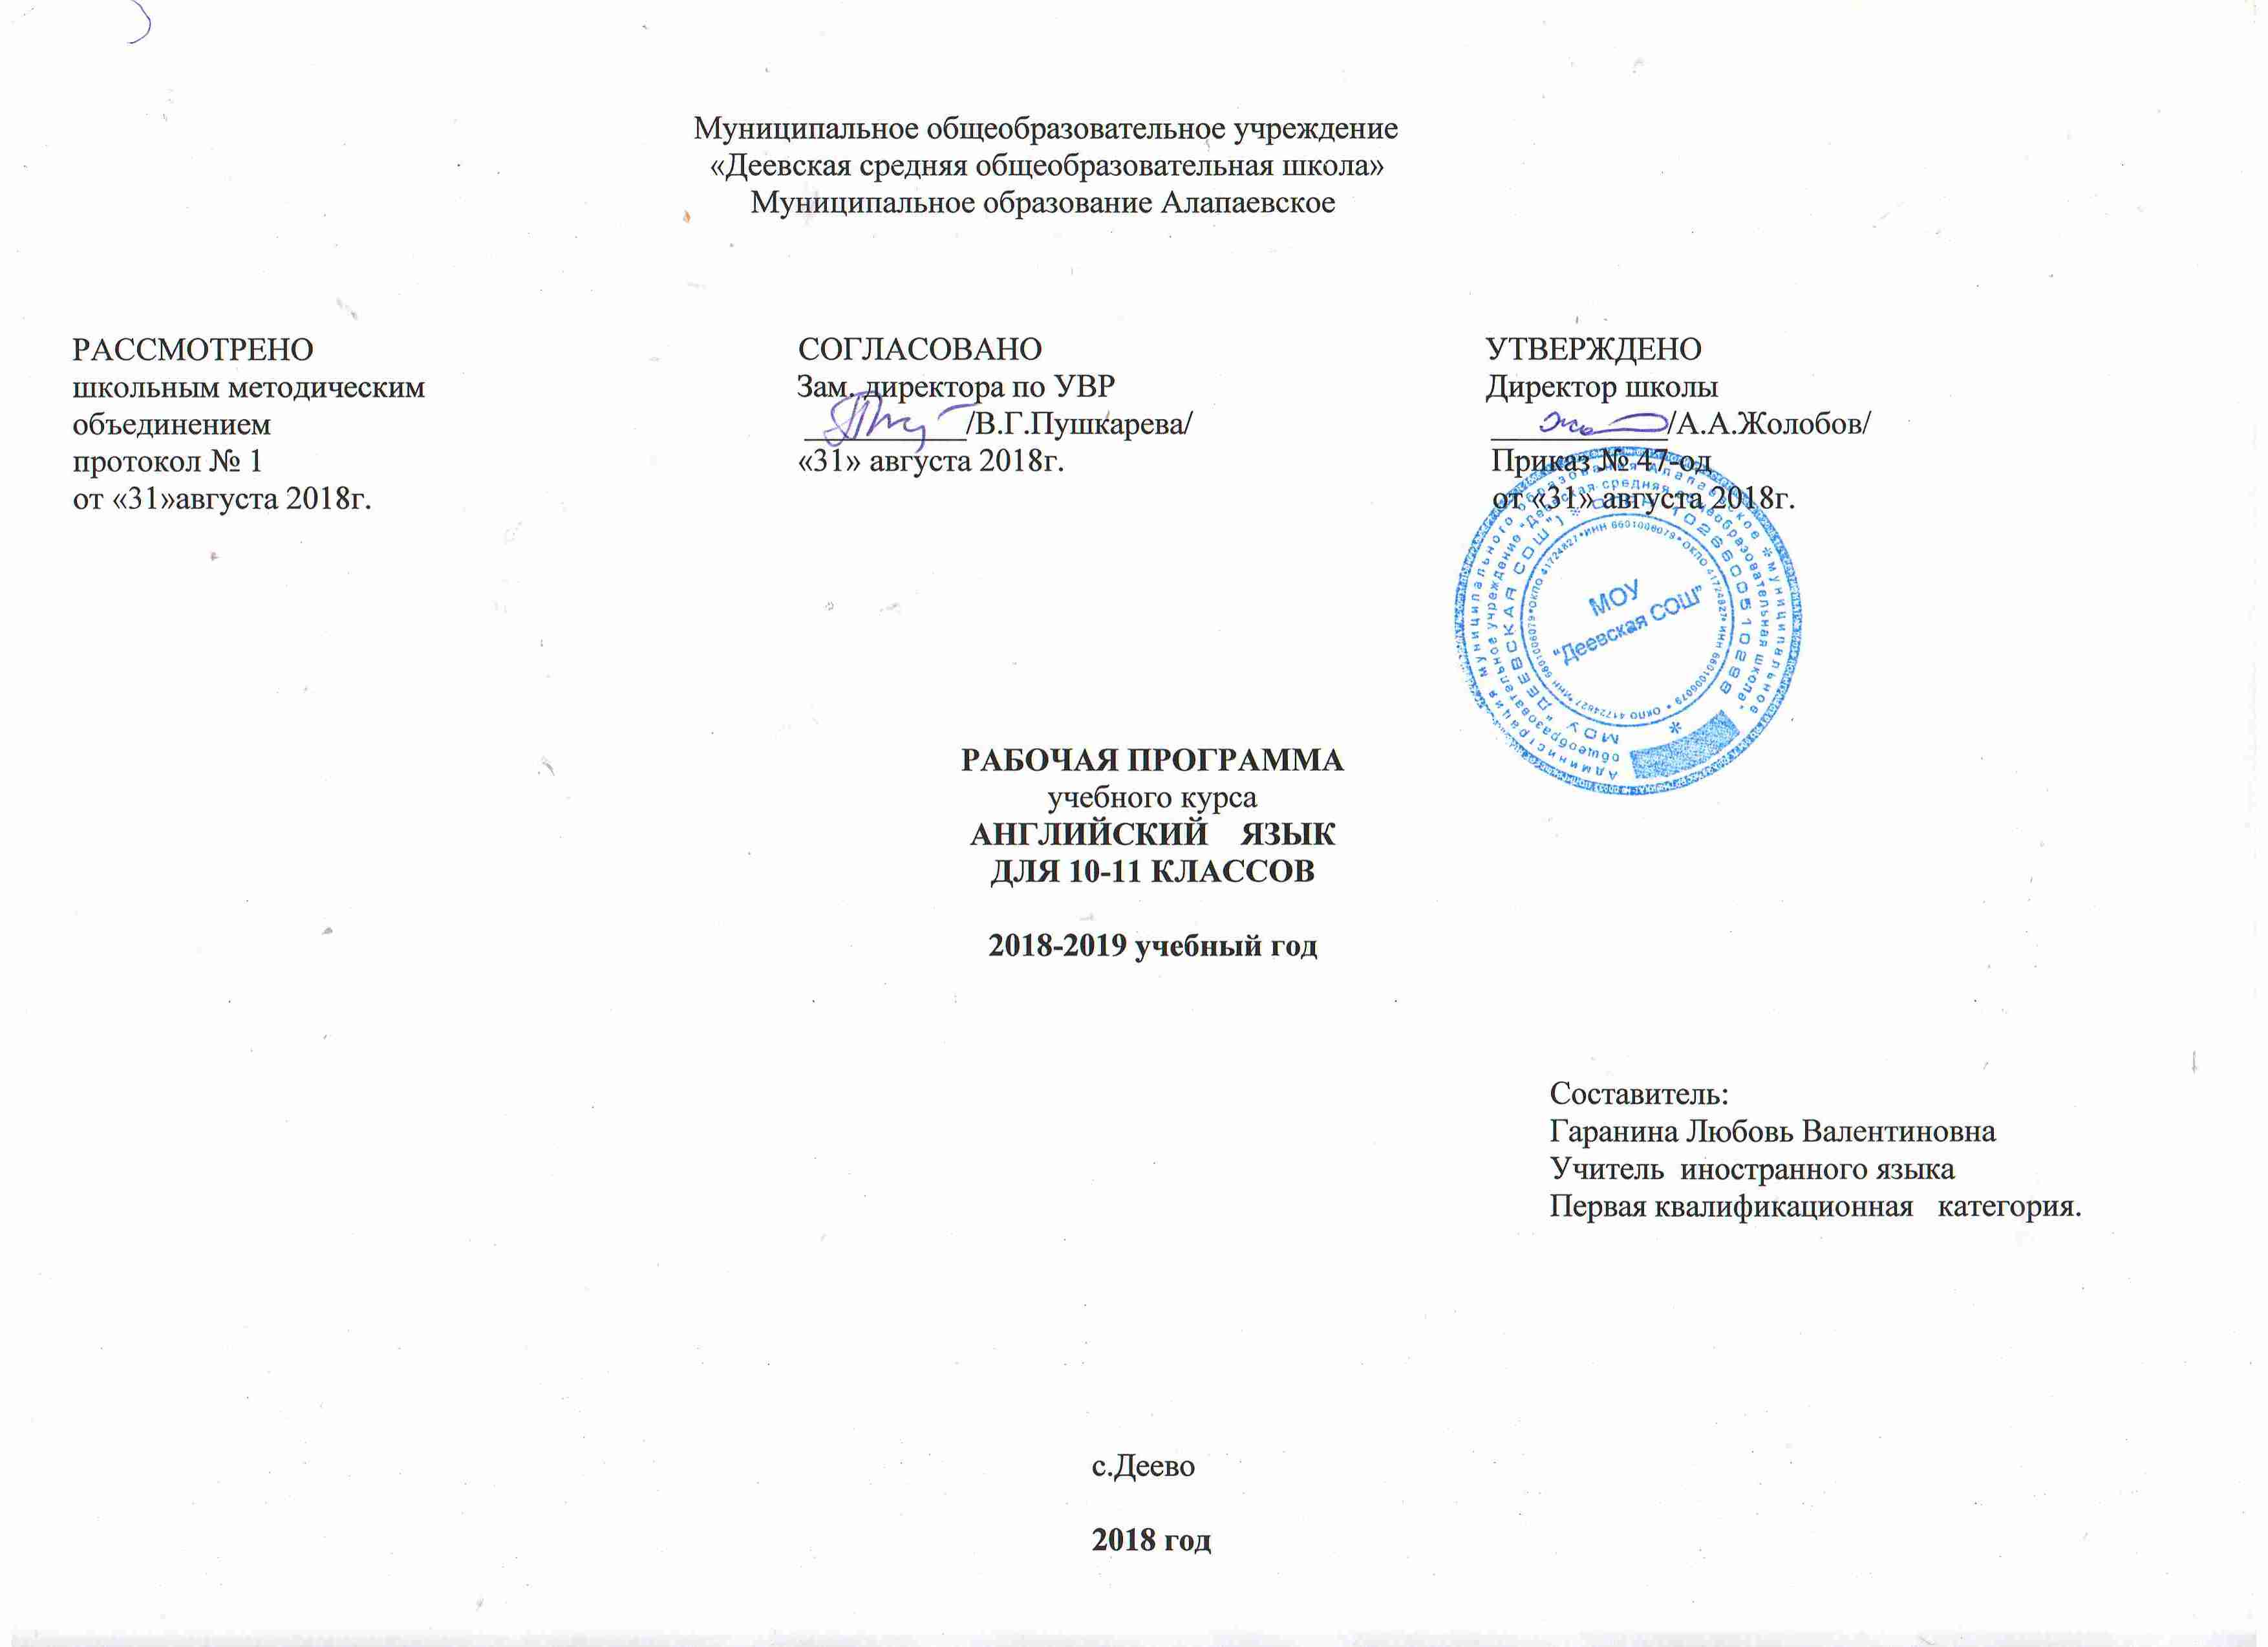 Муниципальное общеобразовательное учреждение
«Деевская средняя общеобразовательная школа»
Муниципальное образование Алапаевское
РАССМОТРЕНО
школьным методическим
объединением
протокол № 1
от «31»августа 2018г.
СОГЛАСОВАНО
Зам. директора по УВР
/В.Г.Пушкарева/
«31» августа 2018г.
УТВЕРЖДЕНО
Директор школы
/А.А.Жолобов/
Приказ № 47-од
от «31» августа 2018г.
МОУ
"Деевская СОШ"
РАБОЧАЯ ПРОГРАММА
учебного курса
АНГЛИЙСКИЙ ЯЗЫК
ДЛЯ 10-11 КЛАССОВ
2018-2019 учебный год
Составитель:
Гаранина Любовь Валентиновна
Учитель иностранного языка
Первая квалификационная категория.
с.Деево
2018 год